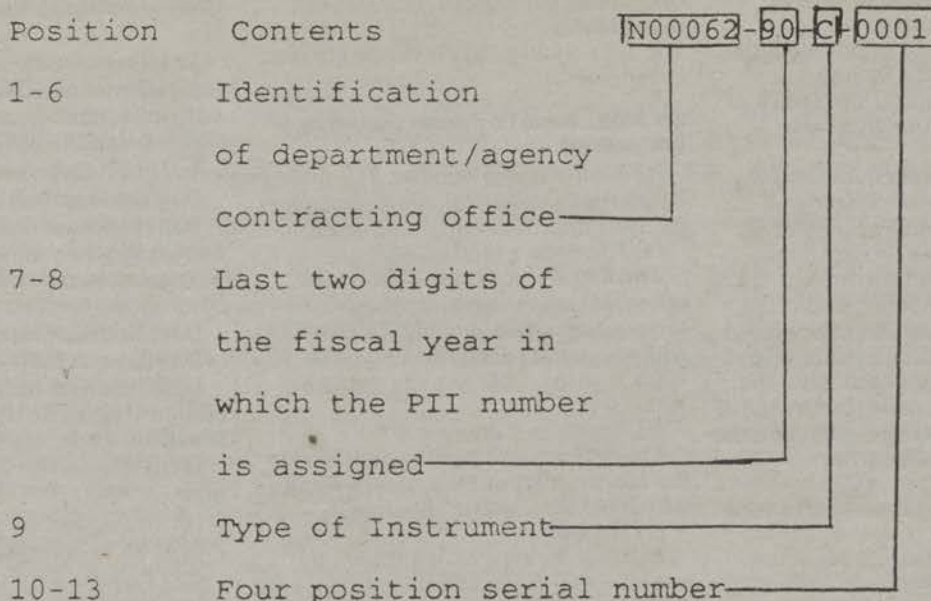 Position Contents N00062-90-C-0001
1-6 Identification
of department/agency
contracting office
7-8 Last two digits of
the fiscal year in
which the PII number
is assigned
9 Type of Instrument
10-13 Four position serial number